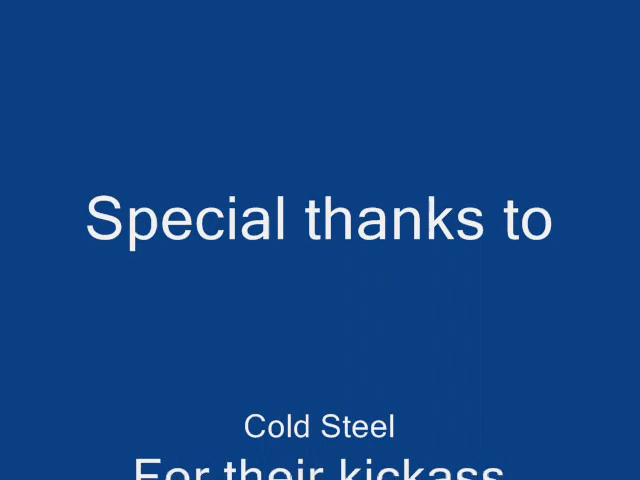 Special thanks to
Cold Steel
For their kickass